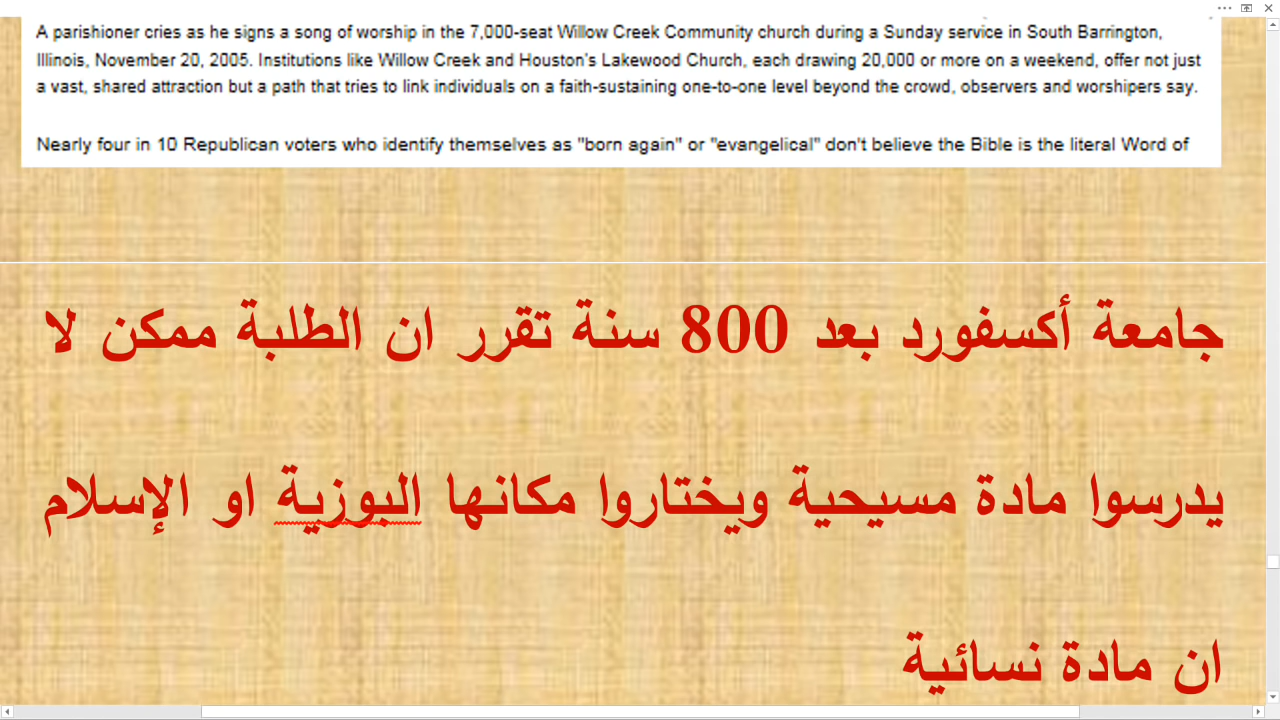 A parishioner cries as he signs a song of worship in the 7,000-seat Willow Creek Community church during a Sunday service in South Barrington,
Illinois, November 20, 2005. Institutions like Willow Creek and Houston's Lakewood Church, each drawing 20,000 or more on a weekend, offer not just
a vast, shared attraction but a path that tries to link individuals on a faith-sustaining one-to-one level beyond the crowd, observers and worshipers say.
Nearly four in 10 Republican voters who identify themselves as "born again" or "evangelical" don't believe the Bible is the literal Word of
جامعة أكسفورد بعد 800 سنة تقرر ان الطلبة ممكن لا
يدرسوا مادة مسيحية ويختاروا مكانها البوزية او الإسلام
ان مادة نسائية